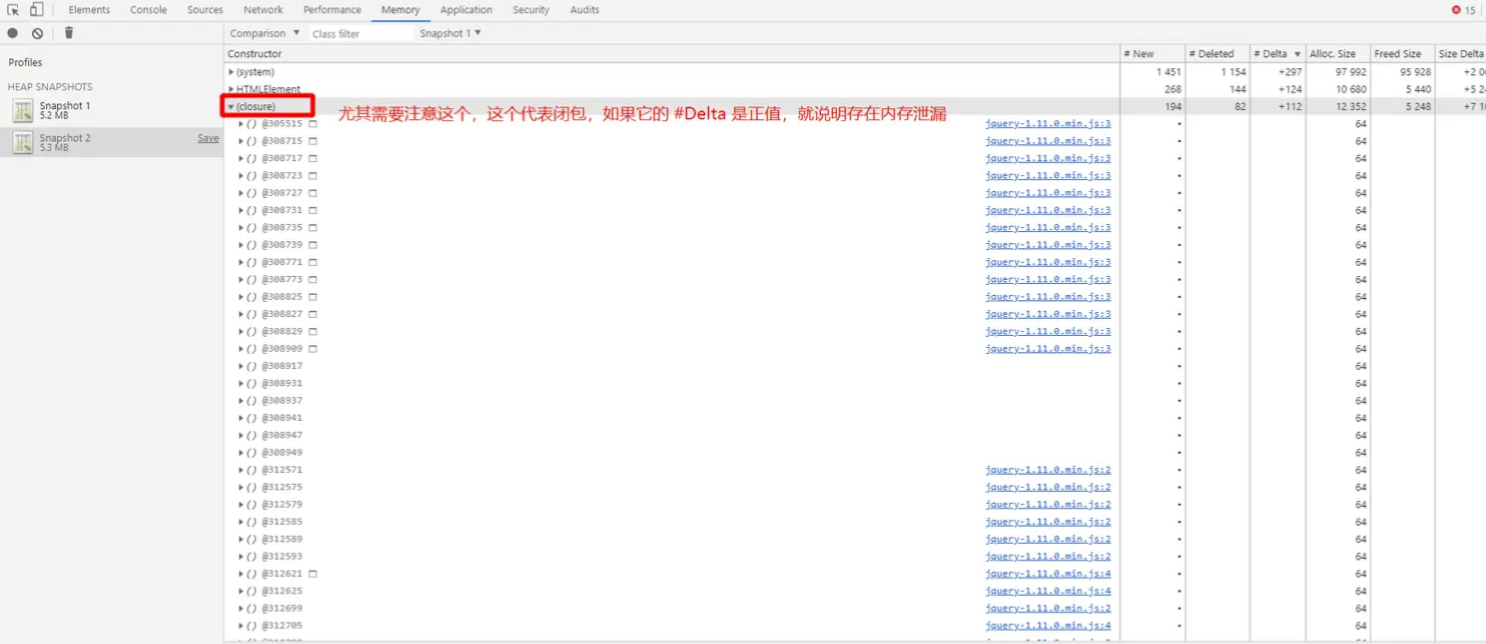 Elements Console Sources Network Performance Memory Application Security Audits 15
Comparison ▼ Class filter Snapshot 1 ▼
Profiles
HEAP SNAPSHOTS
Snapshot 1
5.2 MB
Snapshot 2 Save
5.3 MB
Constructor # New # Deleted # Delta ▼ Alloc. Size Freed Size Size Delta
▶(system) 1 451 1 154 +297 97 992 95 928
▶HTMLElement 268 144 +124 10 680 5 440
▼(closure) 194 82 +112 12 352 5 248
尤其需要注意这个，这个代表闭包，如果它的 #Delta 是正值，就说明存在内存泄漏
▶() @305515 jquery-1.11.0.min.js:3 • 64
▶() @308715 jquery-1.11.0.min.js:3 • 64
▶() @308717 jquery-1.11.0.min.js:3 • 64
▶() @308723 jquery-1.11.0.min.js:3 • 64
▶() @308727 jquery-1.11.0.min.js:3 • 64
▶() @308731 jquery-1.11.0.min.js:3 • 64
▶() @308735 jquery-1.11.0.min.js:3 • 64
▶() @308739 jquery-1.11.0.min.js:3 • 64
▶() @308771 jquery-1.11.0.min.js:3 • 64
▶() @308773 jquery-1.11.0.min.js:3 • 64
▶() @308825 jquery-1.11.0.min.js:3 • 64
▶() @308827 jquery-1.11.0.min.js:3 • 64
▶() @308829 jquery-1.11.0.min.js:3 • 64
▶() @308909 jquery-1.11.0.min.js:3 • 64
▶() @308917 • 64
▶() @308931 • 64
▶() @308937 • 64
▶() @308941 • 64
▶() @308947 • 64
▶() @308949 • 64
▶() @312571 jquery-1.11.0.min.js:2 • 64
▶() @312575 jquery-1.11.0.min.js:2 • 64
▶() @312579 jquery-1.11.0.min.js:2 • 64
▶() @312585 jquery-1.11.0.min.js:2 • 64
▶() @312589 jquery-1.11.0.min.js:2 • 64
▶() @312593 jquery-1.11.0.min.js:2 • 64
▶() @312621 jquery-1.11.0.min.js:4 • 64
▶() @312625 jquery-1.11.0.min.js:4 • 64
▶() @312699 jquery-1.11.0.min.js:2 • 64
▶() @312705 jquery-1.11.0.min.js:4 • 64